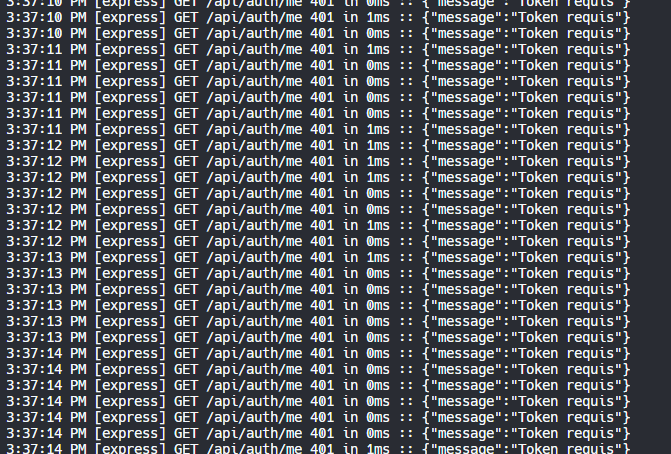 3:37:10 PM [express] GET /api/auth/me 401 in 0ms :: {"message":"Token requis"}
3:37:10 PM [express] GET /api/auth/me 401 in 1ms :: {"message":"Token requis"}
3:37:10 PM [express] GET /api/auth/me 401 in 0ms :: {"message":"Token requis"}
3:37:11 PM [express] GET /api/auth/me 401 in 1ms :: {"message":"Token requis"}
3:37:11 PM [express] GET /api/auth/me 401 in 0ms :: {"message":"Token requis"}
3:37:11 PM [express] GET /api/auth/me 401 in 0ms :: {"message":"Token requis"}
3:37:11 PM [express] GET /api/auth/me 401 in 0ms :: {"message":"Token requis"}
3:37:11 PM [express] GET /api/auth/me 401 in 0ms :: {"message":"Token requis"}
3:37:11 PM [express] GET /api/auth/me 401 in 1ms :: {"message":"Token requis"}
3:37:12 PM [express] GET /api/auth/me 401 in 1ms :: {"message":"Token requis"}
3:37:12 PM [express] GET /api/auth/me 401 in 1ms :: {"message":"Token requis"}
3:37:12 PM [express] GET /api/auth/me 401 in 1ms :: {"message":"Token requis"}
3:37:12 PM [express] GET /api/auth/me 401 in 0ms :: {"message":"Token requis"}
3:37:12 PM [express] GET /api/auth/me 401 in 0ms :: {"message":"Token requis"}
3:37:12 PM [express] GET /api/auth/me 401 in 1ms :: {"message":"Token requis"}
3:37:12 PM [express] GET /api/auth/me 401 in 0ms :: {"message":"Token requis"}
3:37:13 PM [express] GET /api/auth/me 401 in 1ms :: {"message":"Token requis"}
3:37:13 PM [express] GET /api/auth/me 401 in 0ms :: {"message":"Token requis"}
3:37:13 PM [express] GET /api/auth/me 401 in 0ms :: {"message":"Token requis"}
3:37:13 PM [express] GET /api/auth/me 401 in 0ms :: {"message":"Token requis"}
3:37:13 PM [express] GET /api/auth/me 401 in 0ms :: {"message":"Token requis"}
3:37:13 PM [express] GET /api/auth/me 401 in 0ms :: {"message":"Token requis"}
3:37:14 PM [express] GET /api/auth/me 401 in 0ms :: {"message":"Token requis"}
3:37:14 PM [express] GET /api/auth/me 401 in 0ms :: {"message":"Token requis"}
3:37:14 PM [express] GET /api/auth/me 401 in 0ms :: {"message":"Token requis"}
3:37:14 PM [express] GET /api/auth/me 401 in 0ms :: {"message":"Token requis"}
3:37:14 PM [express] GET /api/auth/me 401 in 0ms :: {"message":"Token requis"}
3:37:14 PM [express] GET /api/auth/me 401 in 0ms :: {"message":"Token requis"}
3:37:14 PM [express] GET /api/auth/me 401 in 1ms :: {"message":"Token requis"}